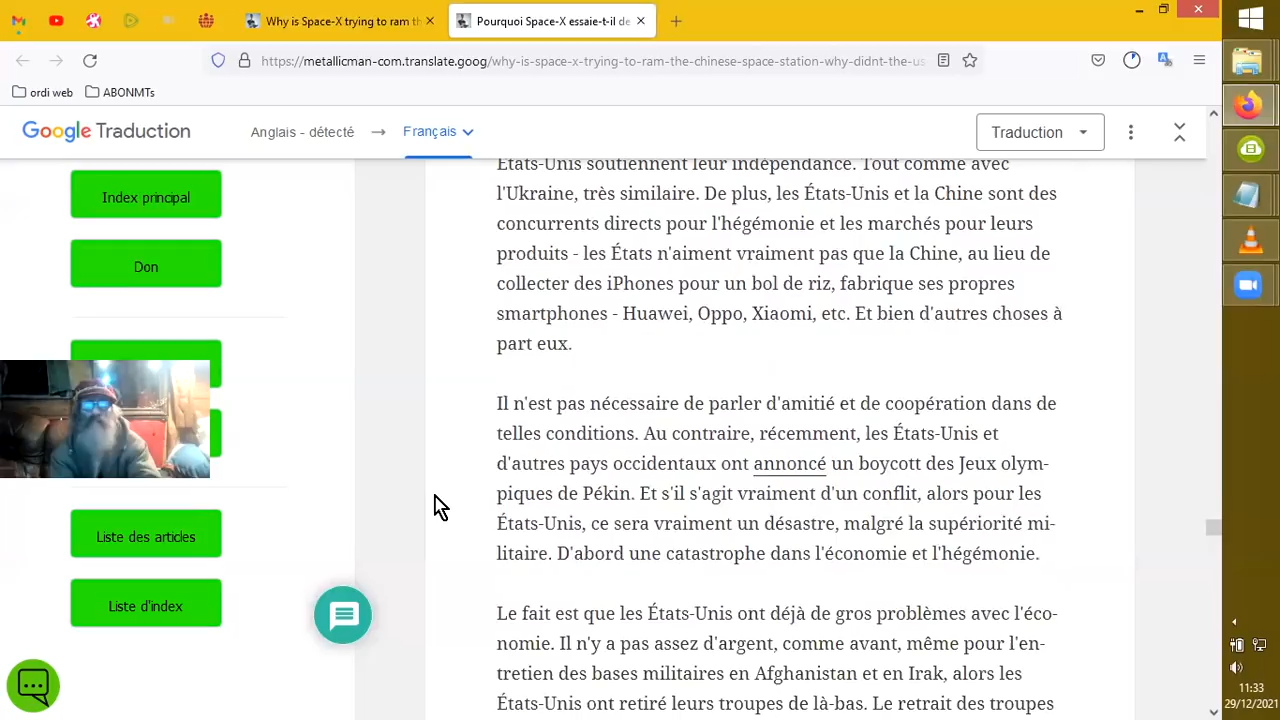 Why is Space-X trying to ram th
Pourquoi Space-X essaie-t-il de
https://metallicman-com.translate.goog/why-is-space-x-trying-to-ram-the-chinese-space-station-why-didnt-the-us
ordi web
ABONMTs
Google Traduction
Anglais - détecté
Français
Traduction
Index principal
Don
Liste des articles
Liste d'index
États-Unis soutiennent leur indépendance. Tout comme avec
l'Ukraine, très similaire. De plus, les États-Unis et la Chine sont des
concurrents directs pour l'hégémonie et les marchés pour leurs
produits - les États n'aiment vraiment pas que la Chine, au lieu de
collecter des iPhones pour un bol de riz, fabrique ses propres
smartphones - Huawei, Oppo, Xiaomi, etc. Et bien d'autres choses à
part eux.
Il n'est pas nécessaire de parler d'amitié et de coopération dans de
telles conditions. Au contraire, récemment, les États-Unis et
d'autres pays occidentaux ont annoncé un boycott des Jeux olym-
piques de Pékin. Et s'il s'agit vraiment d'un conflit, alors pour les
États-Unis, ce sera vraiment un désastre, malgré la supériorité mi-
litaire. D'abord une catastrophe dans l'économie et l'hégémonie.
Le fait est que les États-Unis ont déjà de gros problèmes avec l'éco-
nomie. Il n'y a pas assez d'argent, comme avant, même pour l'en-
tretien des bases militaires en Afghanistan et en Irak, alors les
États-Unis ont retiré leurs troupes de là-bas. Le retrait des troupes
11:33
29/12/2021